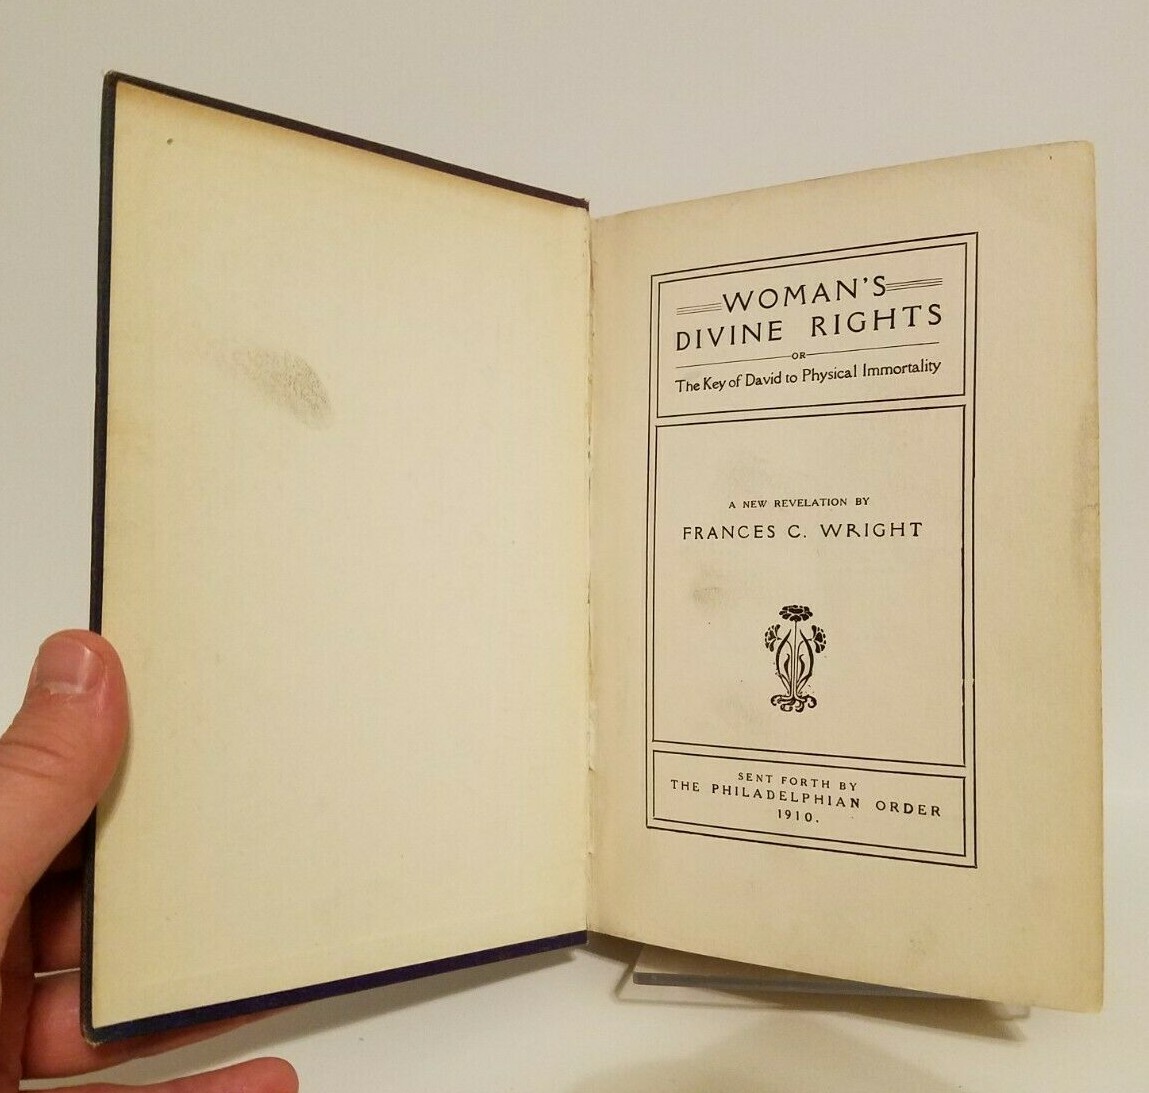 WOMAN'S
DIVINE RIGHTS
OR
The Key of David to Physical Immortality
A NEW REVELATION BY
FRANCES C. WRIGHT
SENT FORTH BY
THE PHILADELPHIAN ORDER
1910.